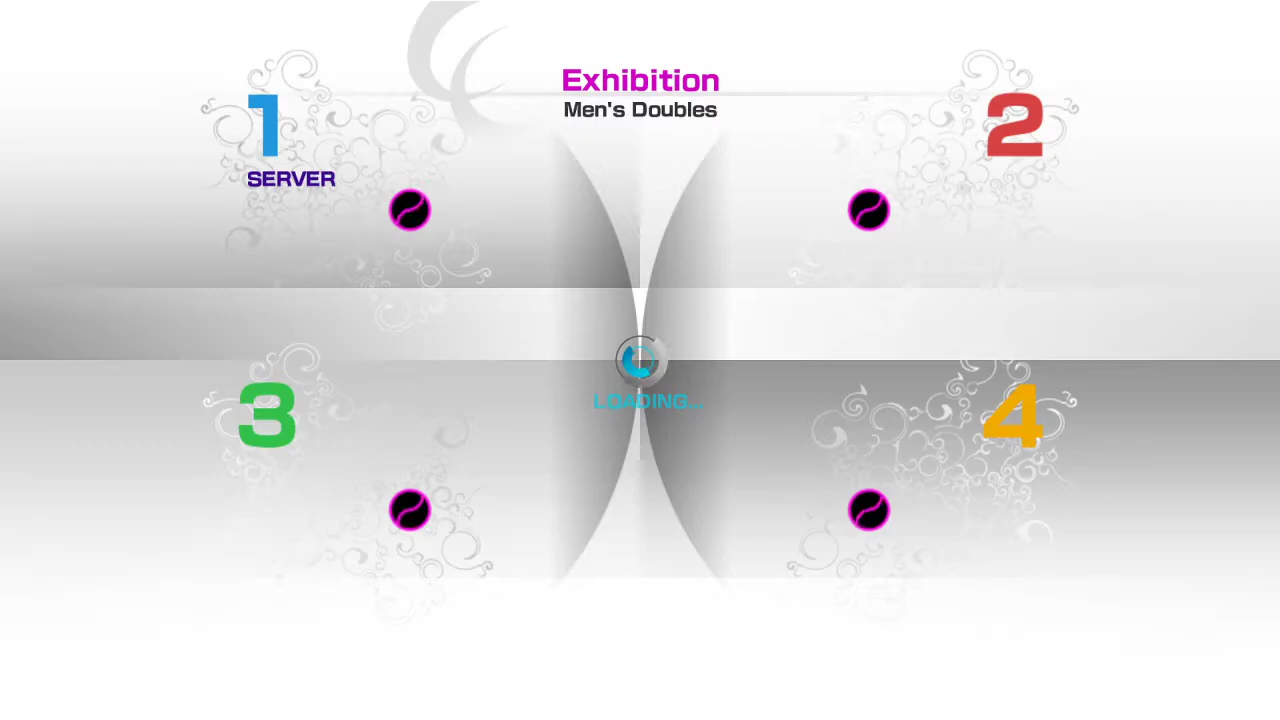 Exhibition
Men's Doubles
1
2
SERVER
LOADING...
3
4